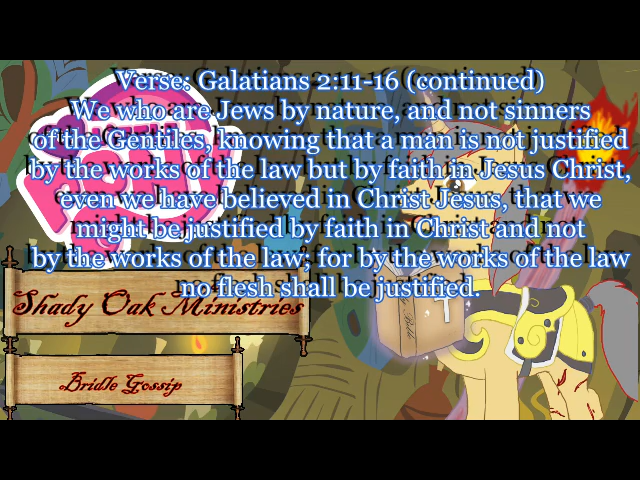 Verse: Galatians 2:11-16 (continued)
We who are Jews by nature, and not sinners
of the Gentiles, knowing that a man is not justified
by the works of the law but by faith in Jesus Christ,
even we have believed in Christ Jesus, that we
might be justified by faith in Christ and not
by the works of the law; for by the works of the law
no flesh shall be justified.
Shady Oak Ministries
Bridle Gossip
Bible